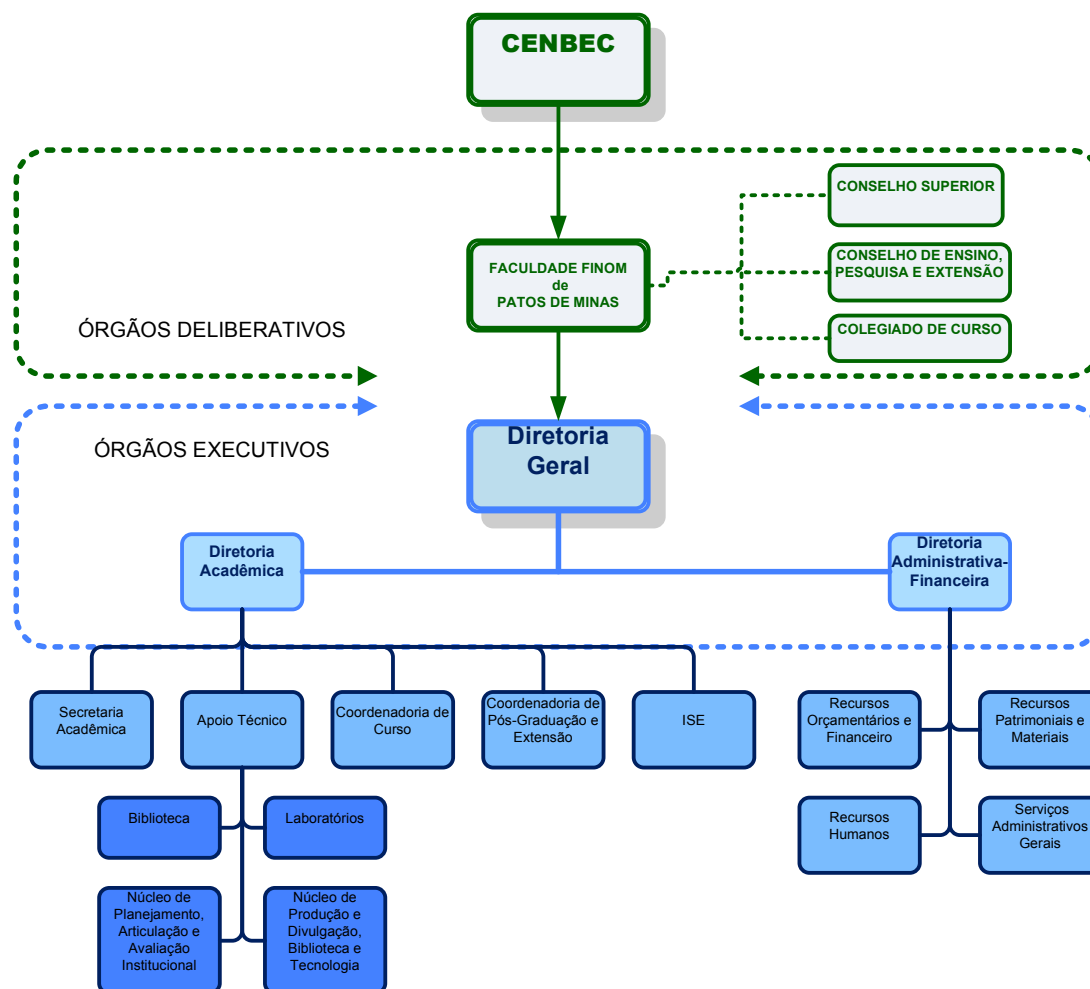 CENBEC
CONSELHO SUPERIOR
CONSELHO DE ENSINO,
PESQUISA E EXTENSÃO
COLEGIADO DE CURSO
FACULDADE FINOM
de
PATOS DE MINAS
ÓRGÃOS DELIBERATIVOS
ÓRGÃOS EXECUTIVOS
Diretoria
Geral
Diretoria
Acadêmica
Diretoria
Administrativa-
Financeira
Secretaria
Acadêmica
Apoio Técnico
Coordenadoria de
Curso
Coordenadoria de
Pós-Graduação e
Extensão
ISE
Recursos
Orçamentários e
Financeiro
Recursos
Patrimoniais e
Materiais
Biblioteca
Laboratórios
Recursos
Humanos
Serviços
Administrativos
Gerais
Núcleo de
Planejamento,
Articulação e
Avaliação
Institucional
Núcleo de
Produção e
Divulgação,
Biblioteca e
Tecnologia